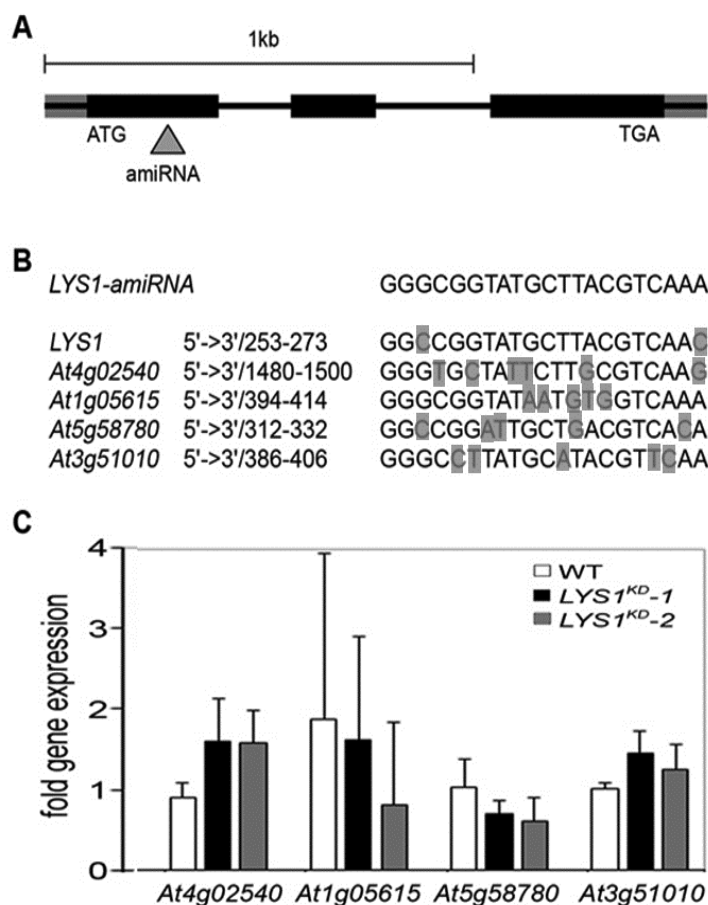 A
1kb
ATG
TGA
amiRNA
B
LYS1-amiRNA GGGCGGTATGCTTACGTCAAA
LYS1 5'->3'/253-273 GGCCCGGTATGCTTACGTCAAC
At4g02540 5'->3'/1480-1500 GGGTGCTATTCTTGCGTCAAG
At1g05615 5'->3'/394-414 GGGCGGTATAAATGTGGTCAAA
At5g58780 5'->3'/312-332 GGCCGGATTGCTGACGTCACA
At3g51010 5'->3'/386-406 GGGCCTTATGCATACGTTCAA
C
fold gene expression
4
3
2
1
0
WT
LYS1KD-1
LYS1KD-2
At4g02540 At1g05615 At5g58780 At3g51010